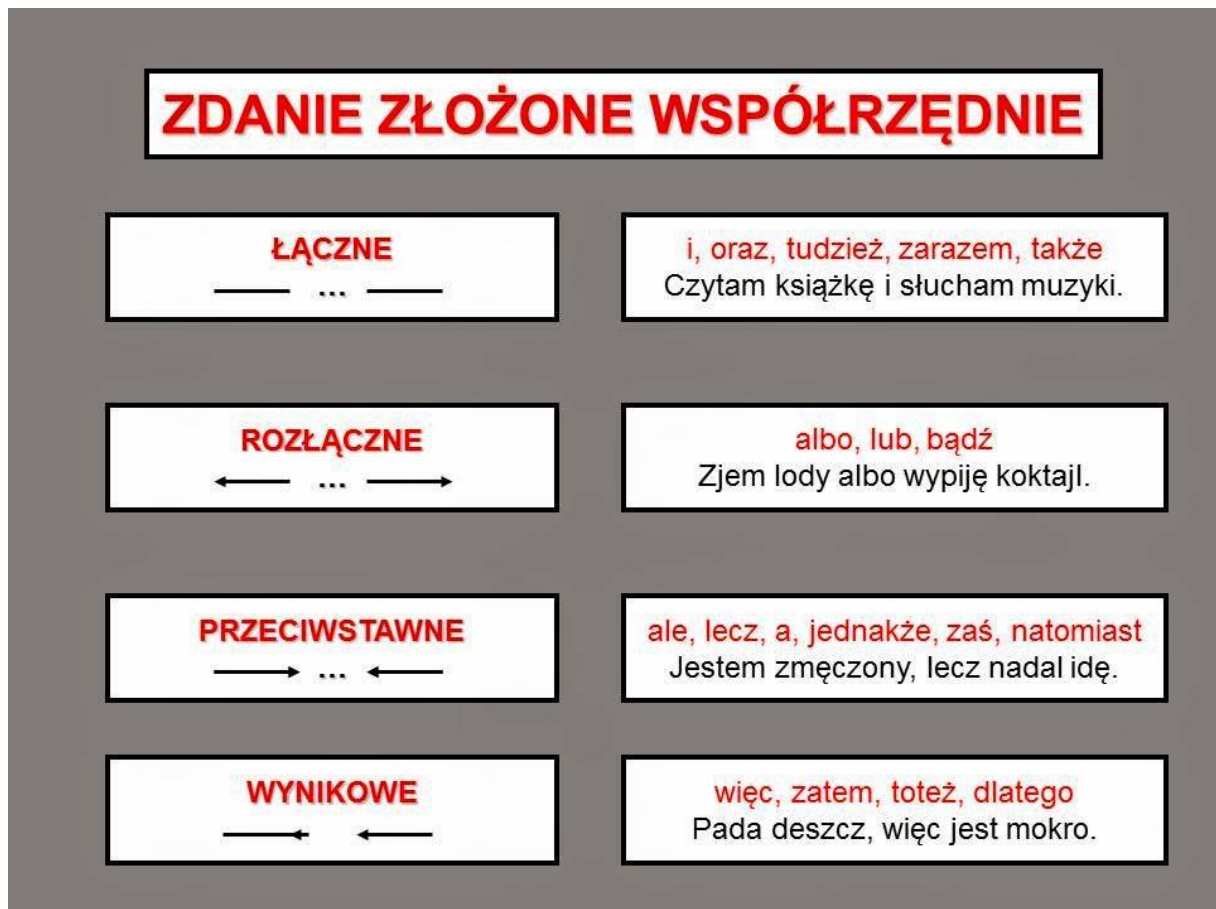 ZDANIE ZŁOŻONE WSPÓŁRZĘDNIE
ŁĄCZNE
...
i, oraz, tudzież, zarazem, także
Czytam książkę i słucham muzyki.
ROZŁĄCZNE
...
albo, lub, bądź
Zjem lody albo wypiję koktajl.
PRZECIWSTAWNE
...
ale, lecz, a, jednakże, zaś, natomiast
Jestem zmęczony, lecz nadal idę.
WYNIKOWE
więc, zatem, toteż, dlatego
Pada deszcz, więc jest mokro.